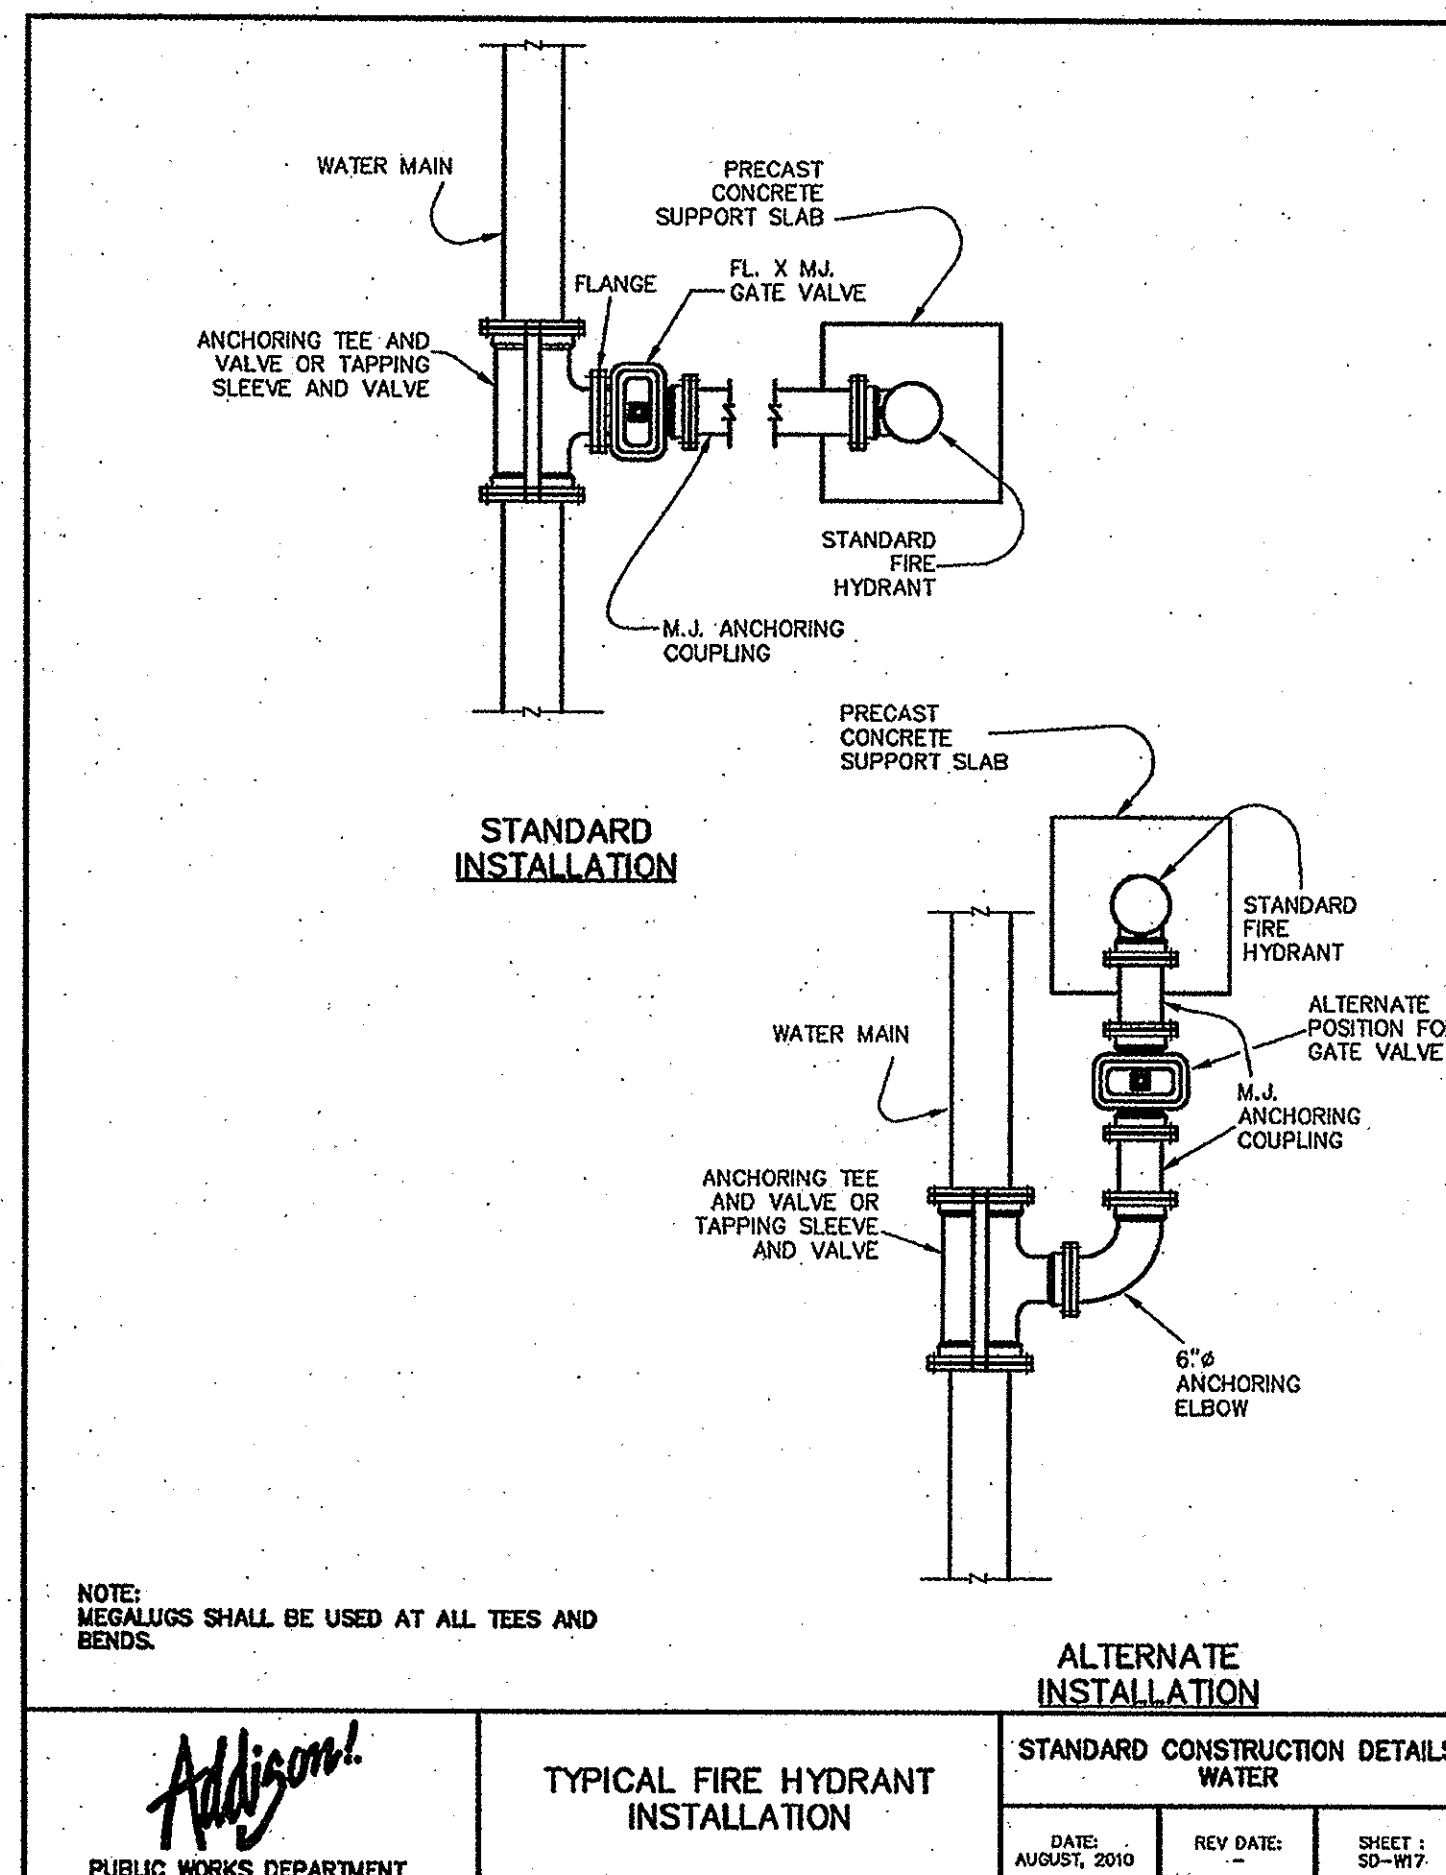 WATER MAIN
PRECAST
CONCRETE
SUPPORT SLAB
FLANGE
FL. X MJ.
GATE VALVE
ANCHORING TEE AND
VALVE OR TAPPING
SLEEVE AND VALVE
STANDARD
FIRE
HYDRANT
M.J. ANCHORING
COUPLING
STANDARD
INSTALLATION
PRECAST
CONCRETE
SUPPORT SLAB
STANDARD
FIRE
HYDRANT
ALTERNATE
POSITION
GATE VALVE
WATER MAIN
M.J.
ANCHORING
COUPLING
ANCHORING TEE
AND VALVE OR
TAPPING SLEEVE
AND VALVE
6"ø
ANCHORING
ELBOW
NOTE:
MEGALUGS SHALL BE USED AT ALL TEES AND
BENDS.
ALTERNATE
INSTALLATION
Addison!
PUBLIC WORKS DEPARTMENT
TYPICAL FIRE HYDRANT
INSTALLATION
STANDARD CONSTRUCTION DETAILS
WATER
DATE:
AUGUST, 2010
REV DATE:
-
SHEET :
SD-W17